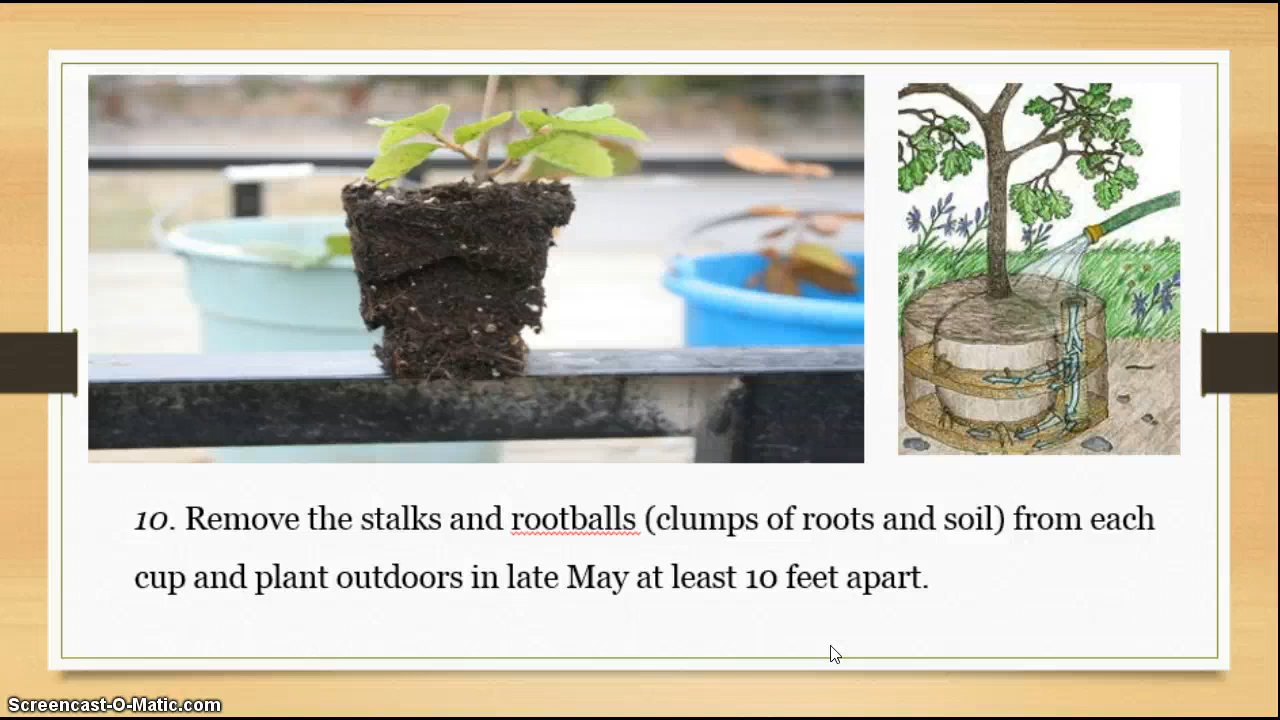 10. Remove the stalks and rootballs (clumps of roots and soil) from each
cup and plant outdoors in late May at least 10 feet apart.
Screencast-O-Matic.com